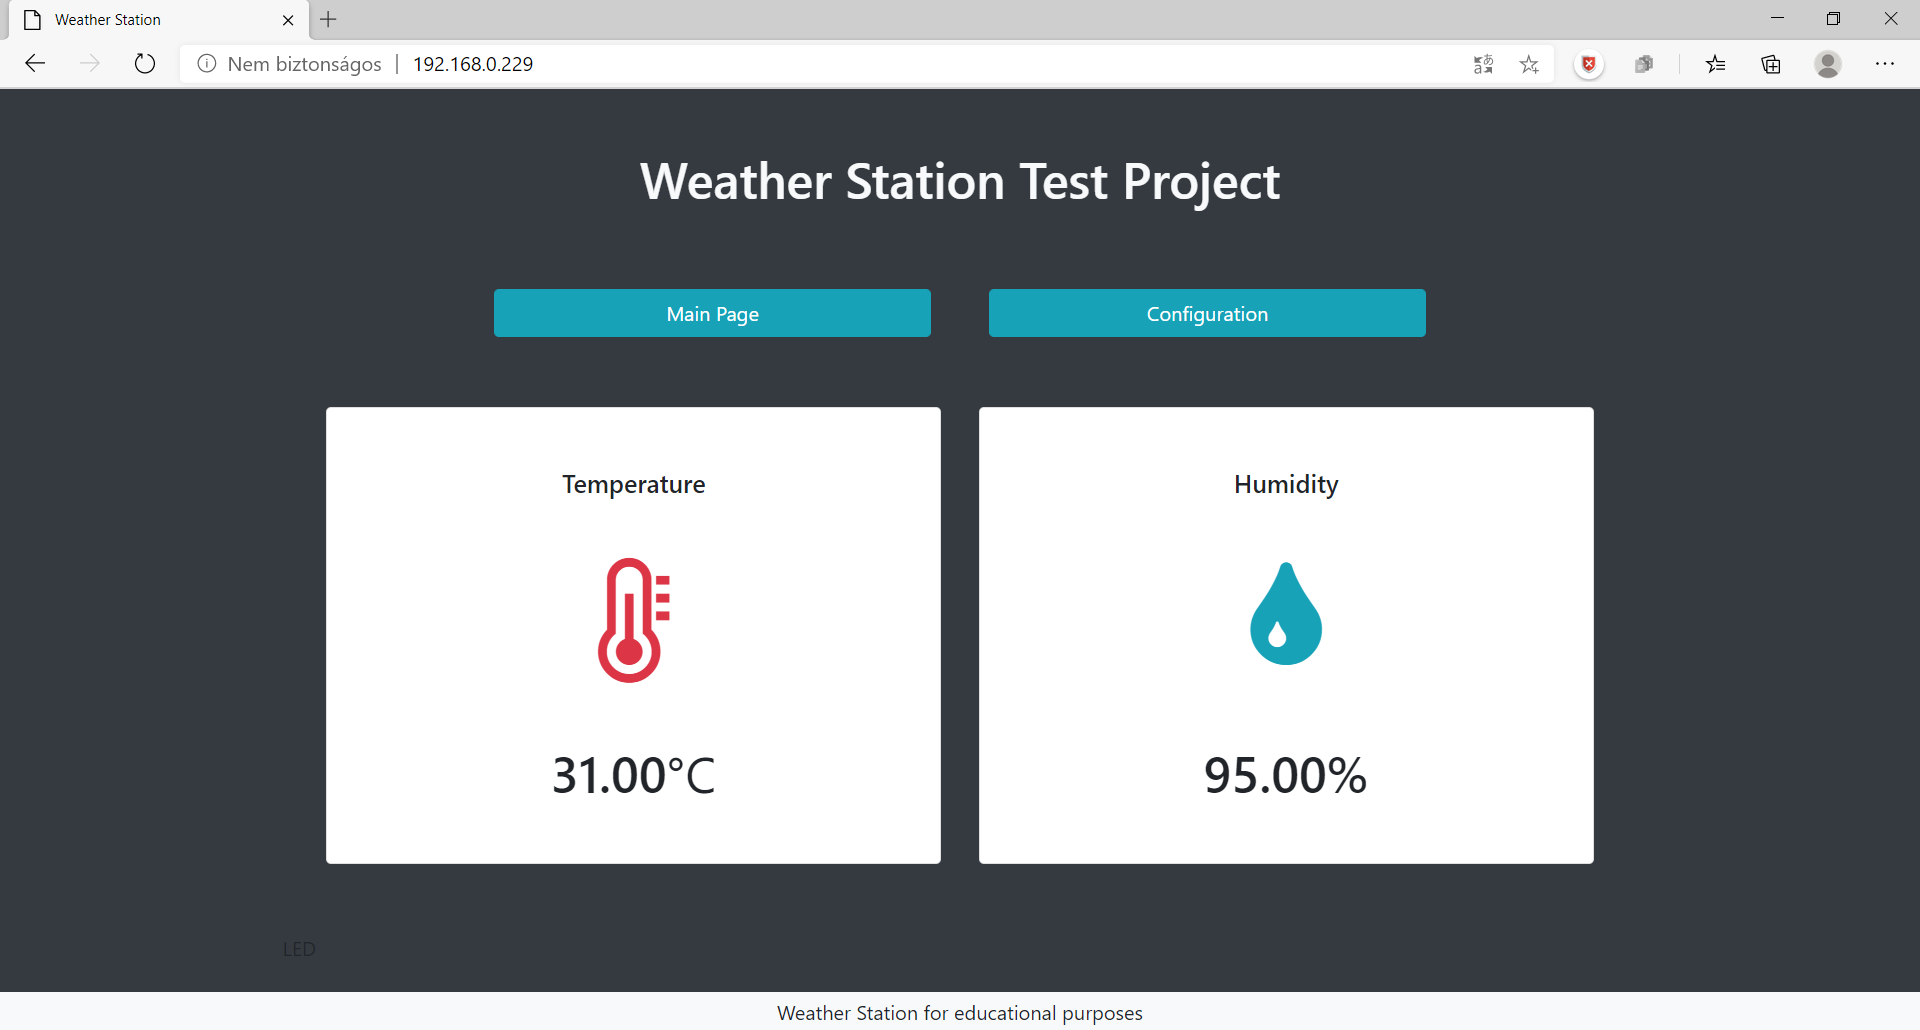 Weather Station
Nem biztonságos | 192.168.0.229
Weather Station Test Project
Main Page
Configuration
Temperature
Humidity
31.00°C
95.00%
LED
Weather Station for educational purposes